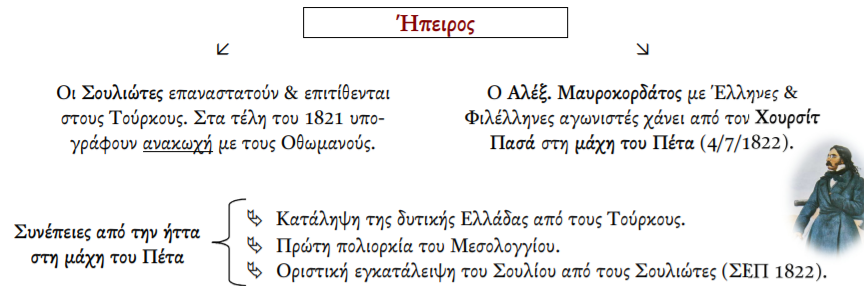 Ήπειρος
Οι Σουλιώτες επαναστατούν & επιτίθενται
στους Τούρκους. Στα τέλη του 1821 υπο-
γράφουν ανακωχή με τους Οθωμανούς.
Ο Αλέξ. Μαυροκορδάτος με Έλληνες &
Φιλέλληνες αγωνιστές χάνει από τον Χουρσίτ
Πασά στη μάχη του Πέτα (4/7/1822).
Συνέπειες από την ήττα
στη μάχη του Πέτα
Κατάληψη της δυτικής Ελλάδας από τους Τούρκους.
Πρώτη πολιορκία του Μεσολογγίου.
Οριστική εγκατάλειψη του Σουλίου από τους Σουλιώτες (ΣΕΠ 1822).